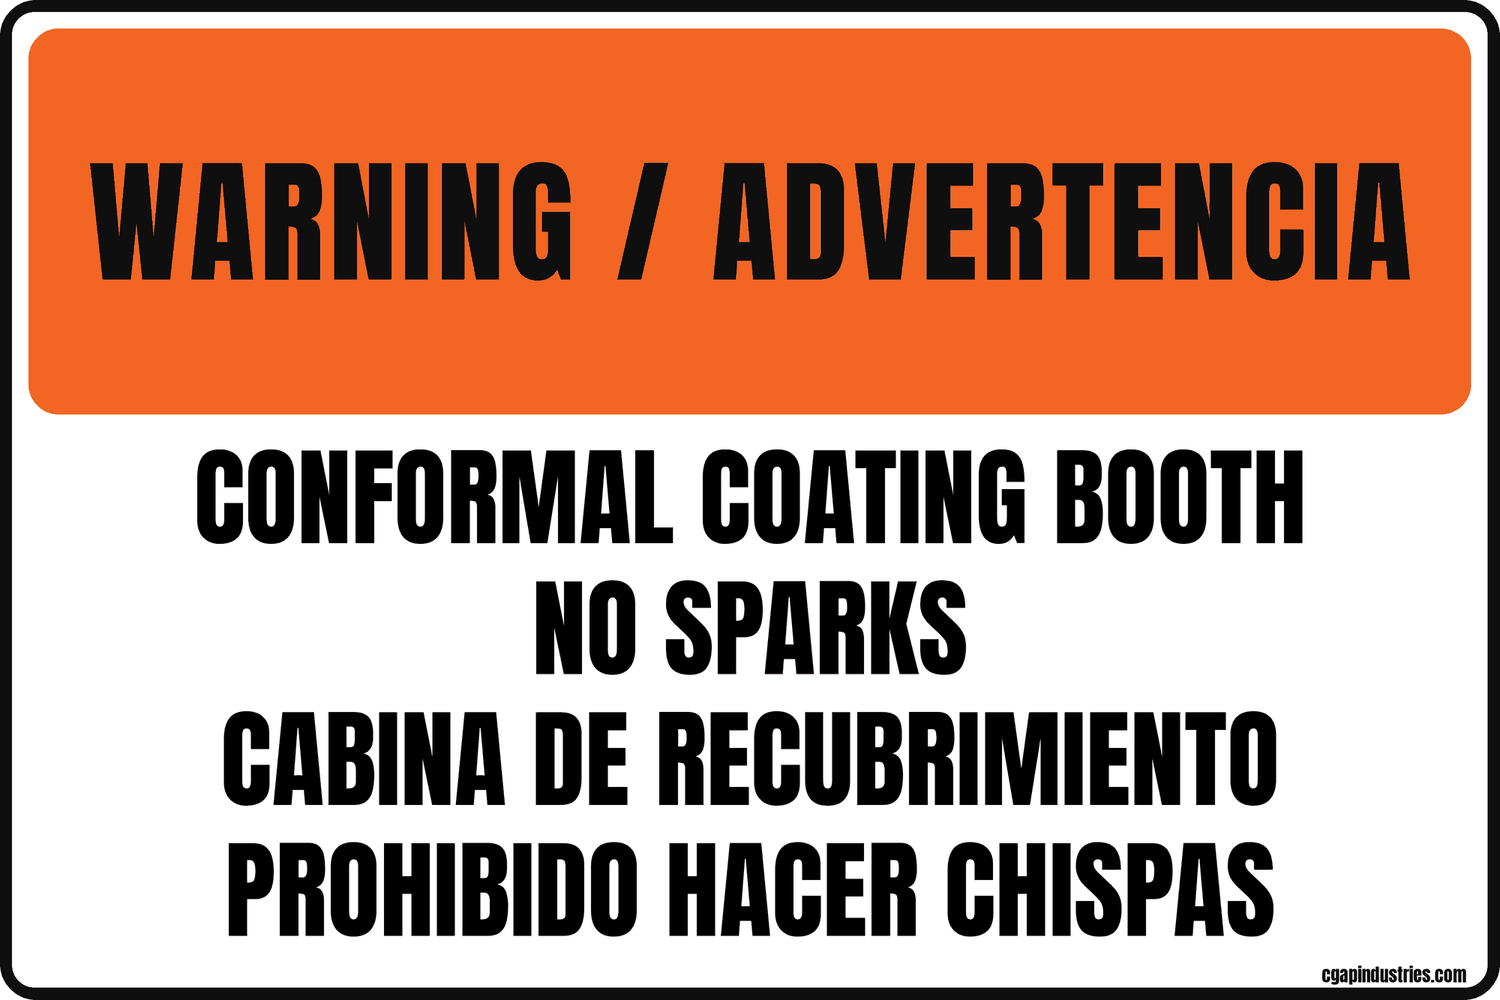 WARNING / ADVERTENCIA
CONFORMAL COATING BOOTH
NO SPARKS
CABINA DE RECUBRIMIENTO
PROHIBIDO HACER CHISPAS
cgapindustries.com